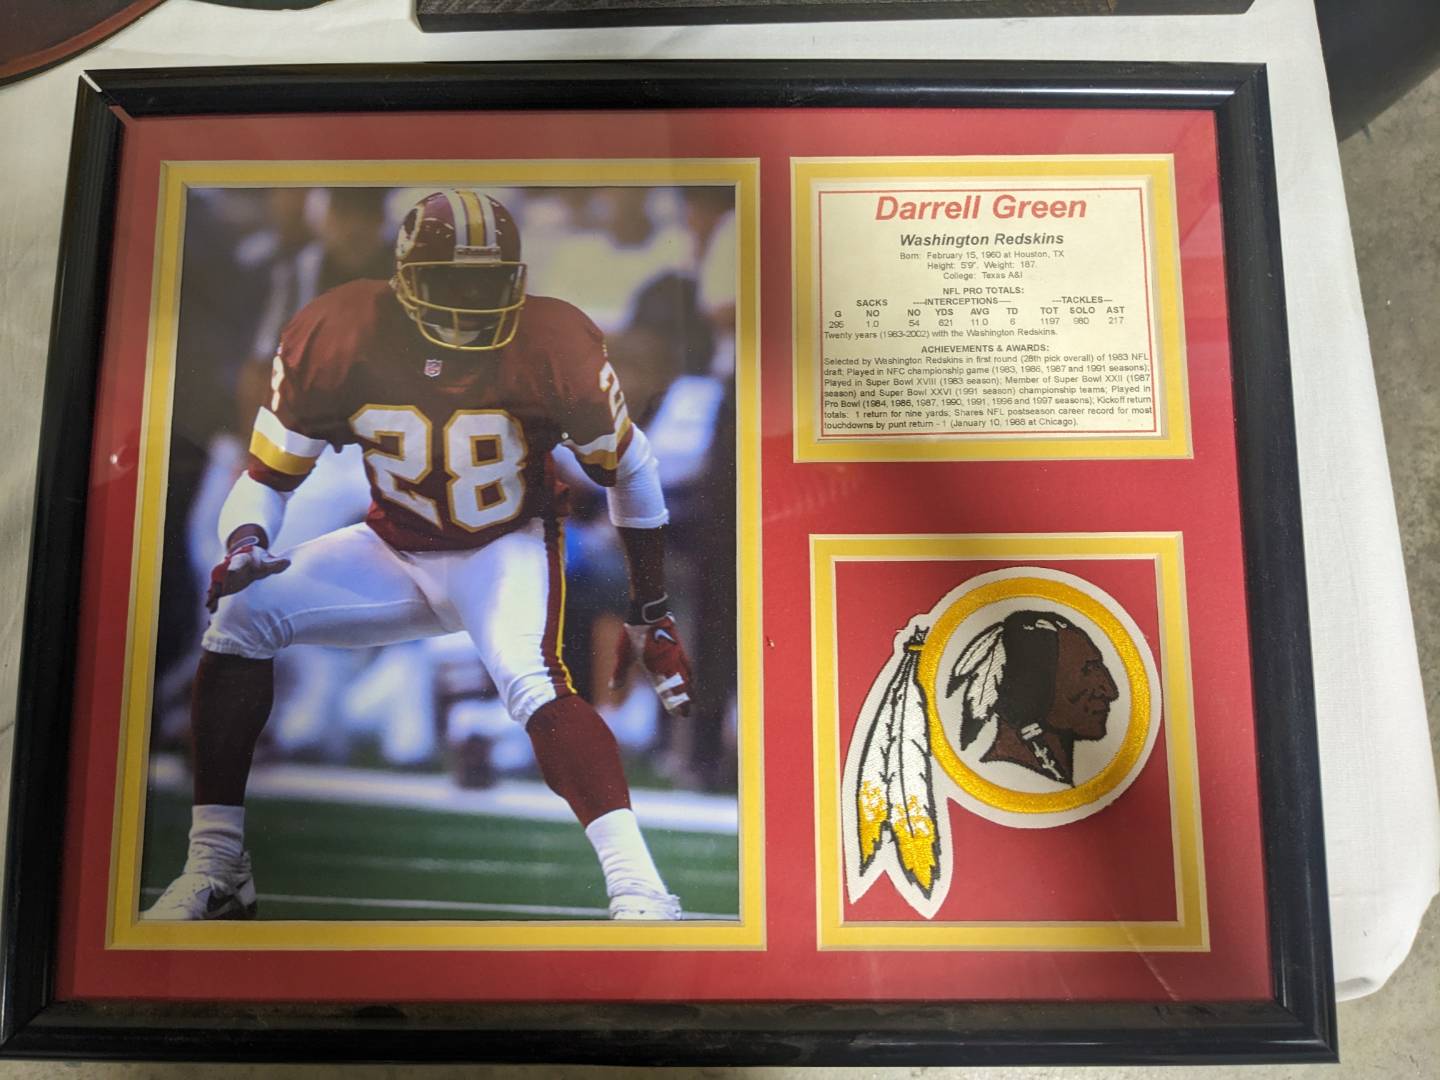 Darrell Green
Washington Redskins
Born: February 15, 1960 at Houston, TX
Height: 5'9". Weight: 187.
College: Texas A&I
NFL PRO TOTALS:
SACKS ----INTERCEPTIONS---- ---TACKLES---
G NO NO YDS AVG TD TOT SOLO AST
295 1.0 54 621 11.0 6 1197 980 217
Twenty years (1983-2002) with the Washington Redskins.
ACHIEVEMENTS & AWARDS:
Selected by Washington Redskins in first round (28th pick overall) of 1983 NFL
draft; Played in NFC championship game (1983, 1986, 1987 and 1991 seasons);
Played in Super Bowl XVIII (1983 season); Member of Super Bowl XXII (1987
season) and Super Bowl XXVI (1991 season) championship teams; Played in
Pro Bowl (1984, 1986, 1987, 1990, 1991, 1996 and 1997 seasons); Kickoff return
totals: 1 return for nine yards; Shares NFL postseason career record for most
touchdowns by punt return - 1 (January 10, 1988 at Chicago).
28
28